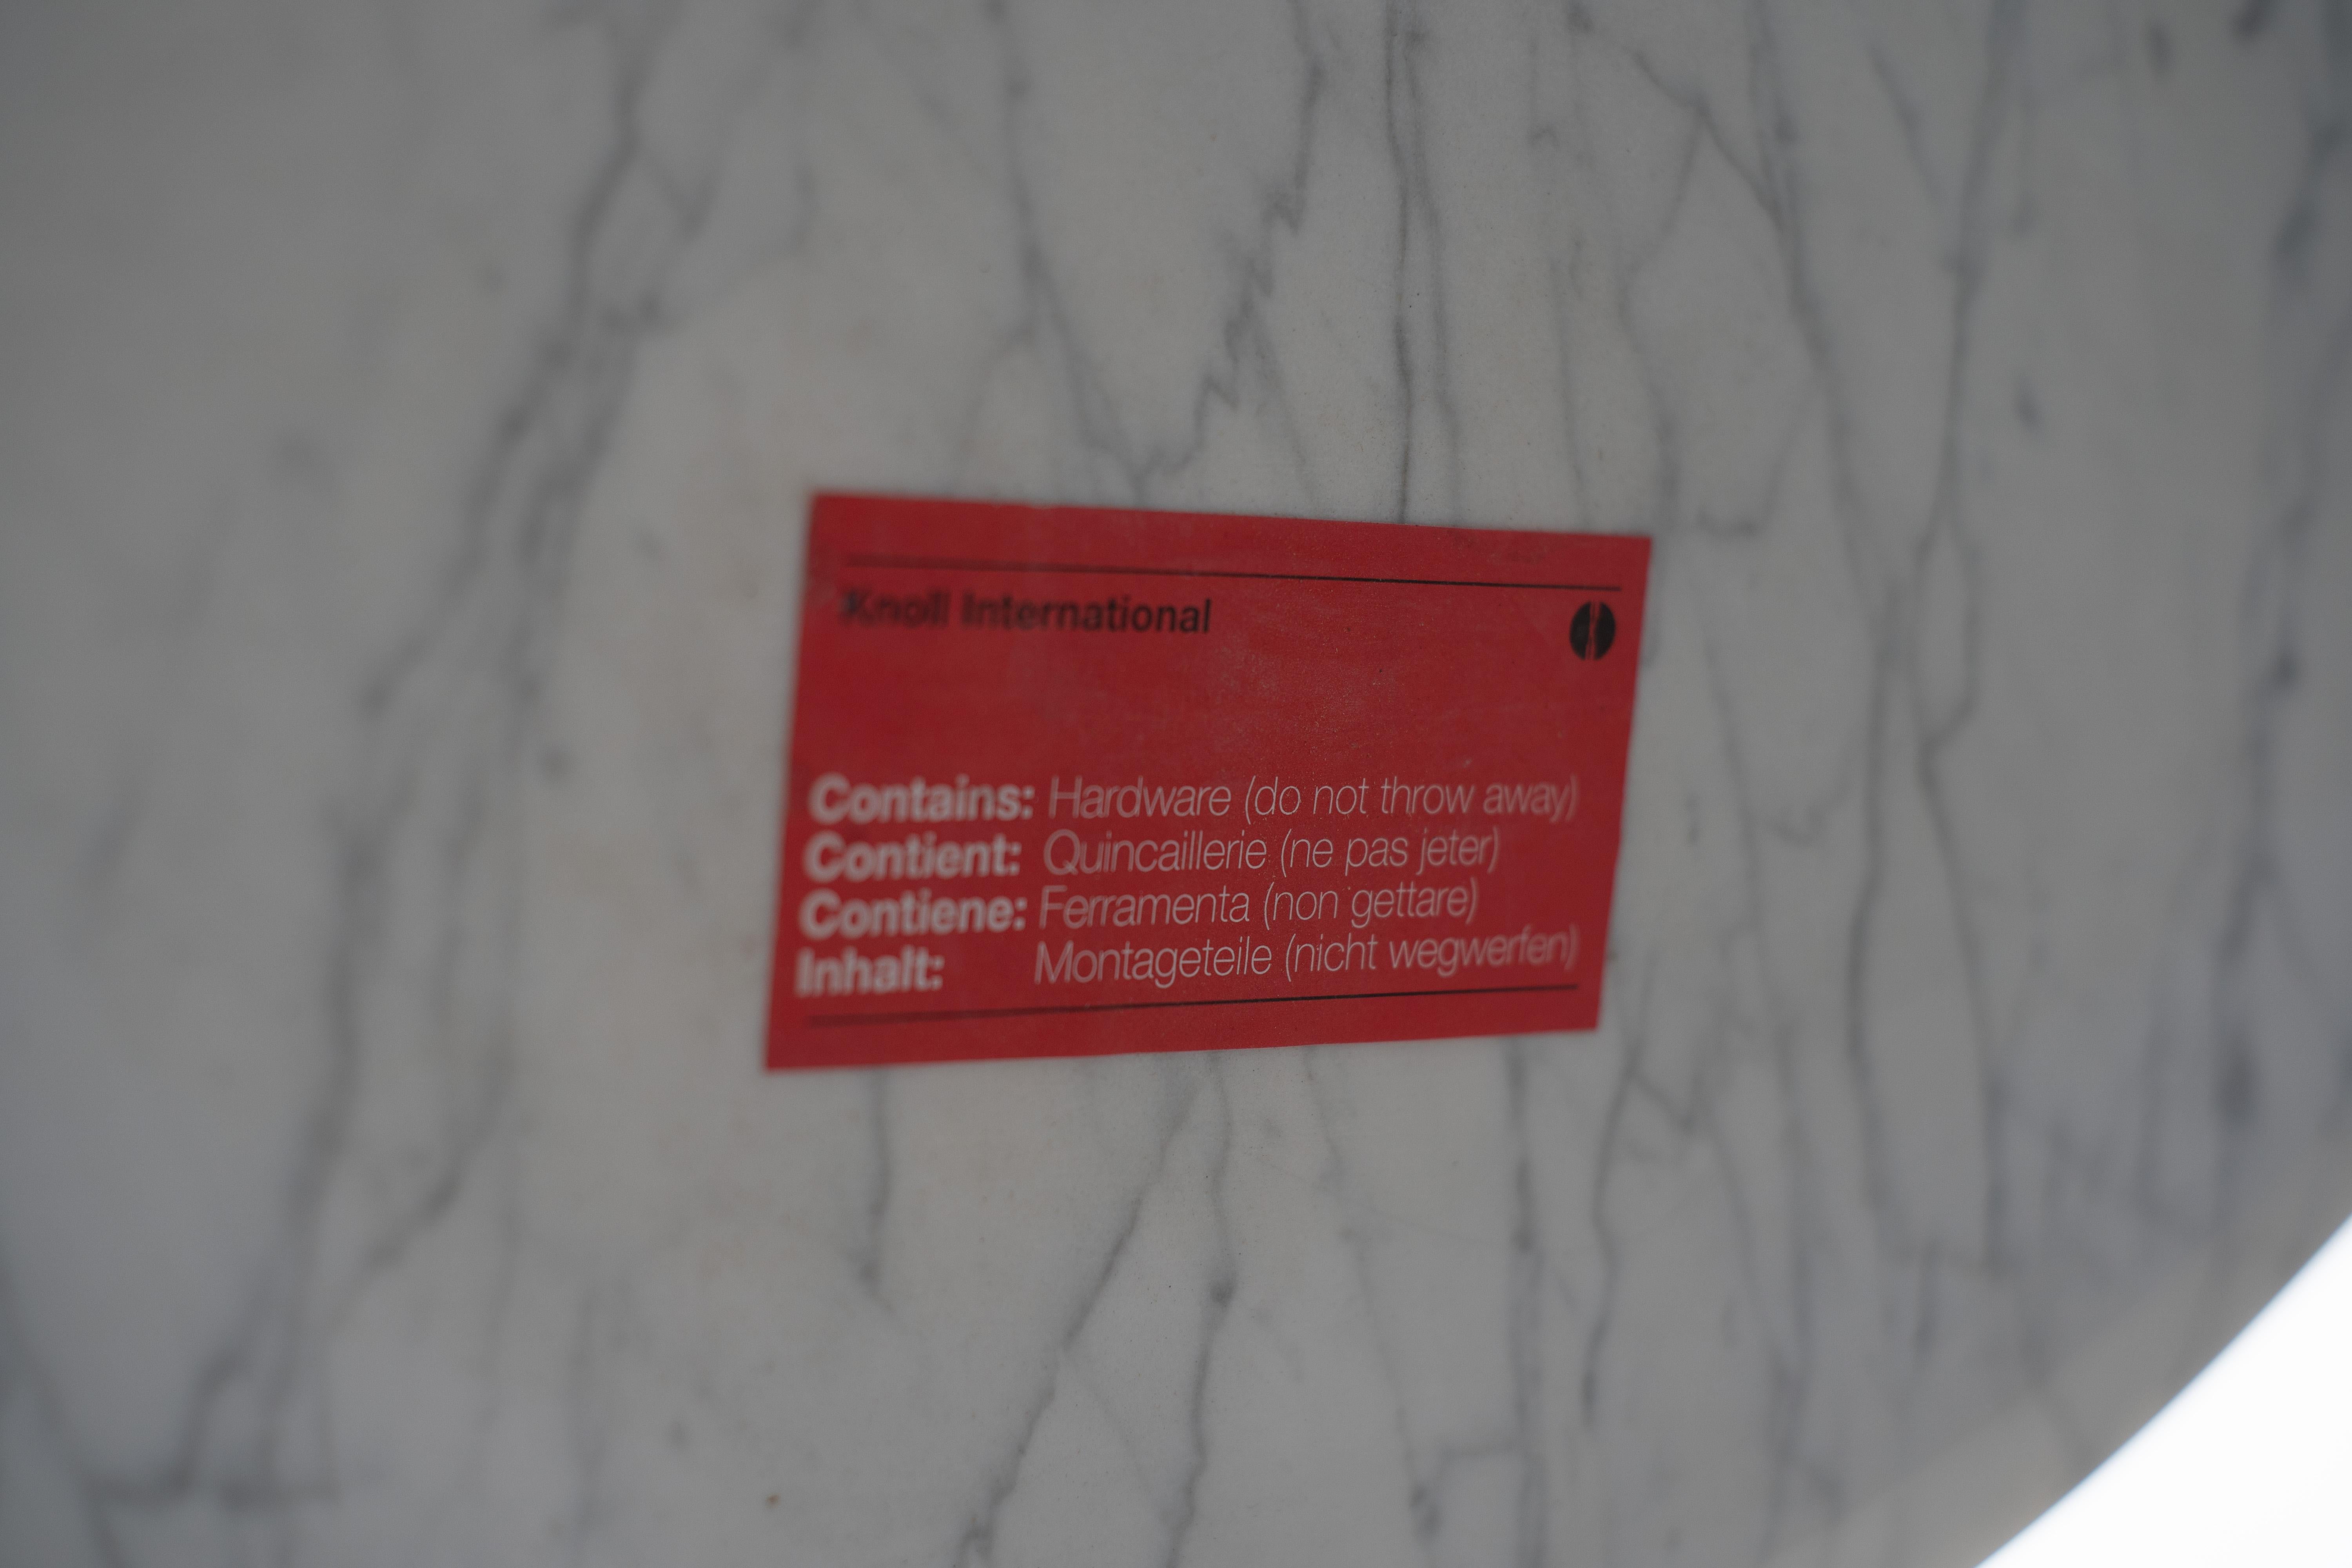 Knoll International
Contains: Hardware (do not throw away)
Contient: Quincaillerie (ne pas jeter)
Contiene: Ferramenta (non gettare)
Inhalt: Montageteile (nicht wegwerfen)